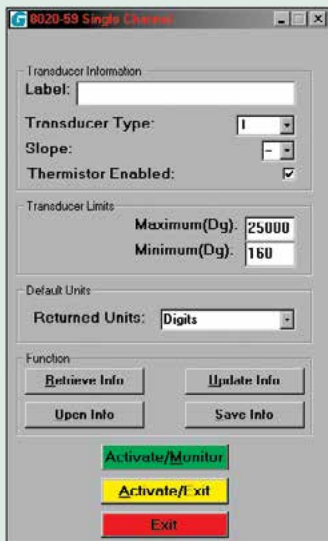 8020-59 Single Channel
Transducer Information
Label:
Transducer Type: I
Slope: -
Thermistor Enabled:
Transducer Limits
Maximum(Dg). 25000
Minimum(Dg). 160
Default Units
Returned Units: Digits
Function
Retrieve Info Update Info
Open Info Save Info
Activate/Monitor
Activate/Exit
Exit